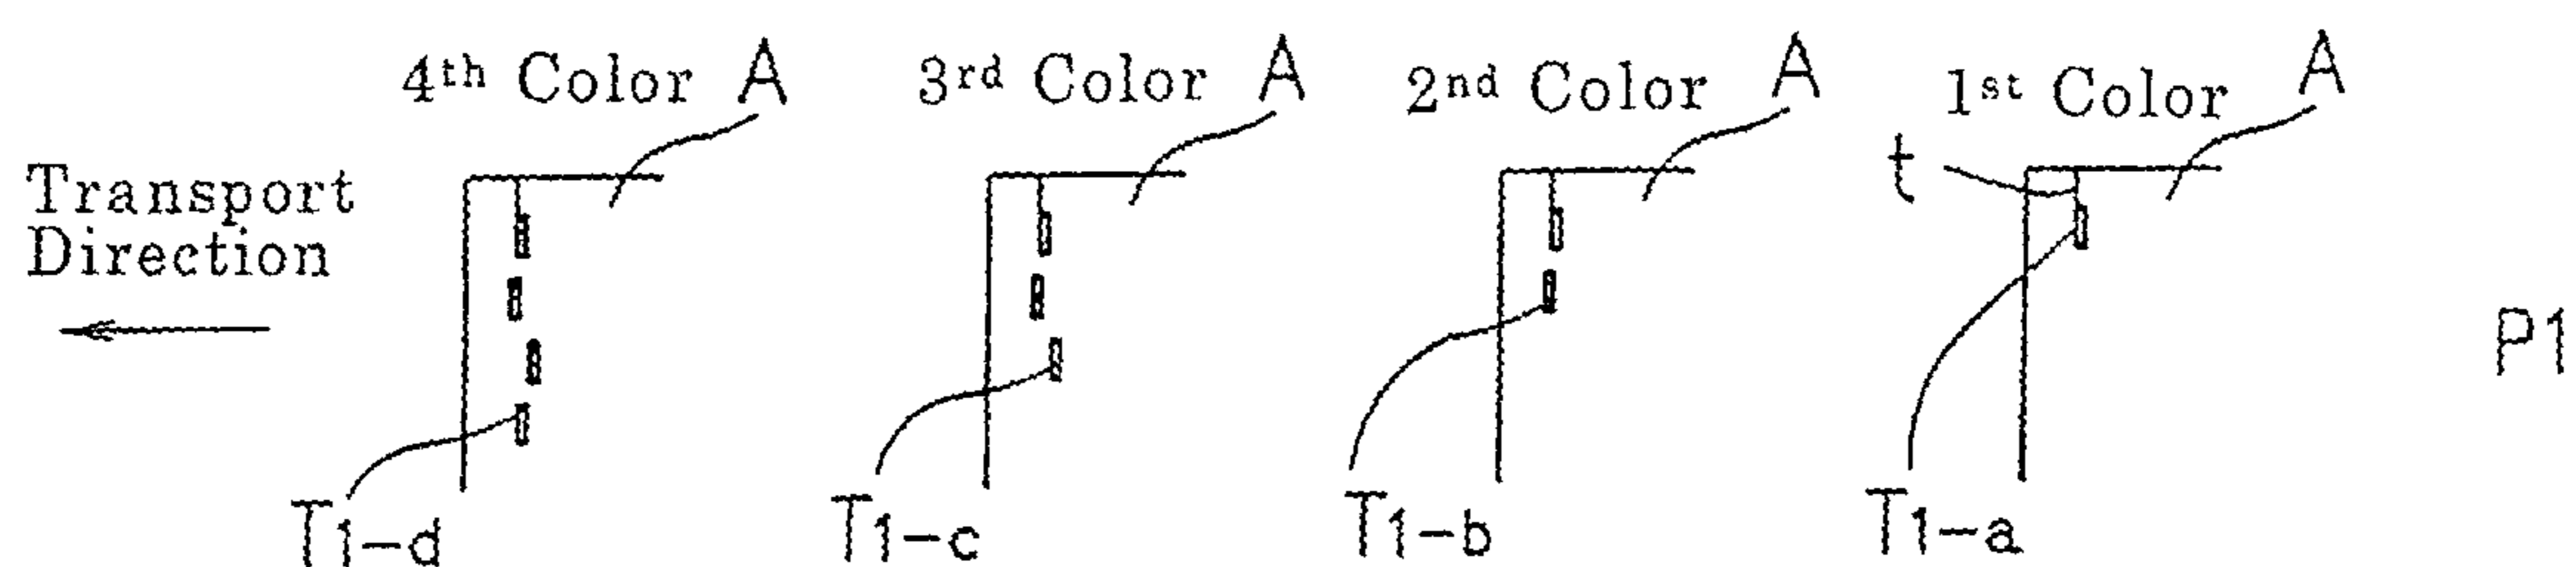 4th Color A
3rd Color A
2nd Color A
1st Color A
t
Transport
Direction
P1
T1-d
T1-c
T1-b
T1-a